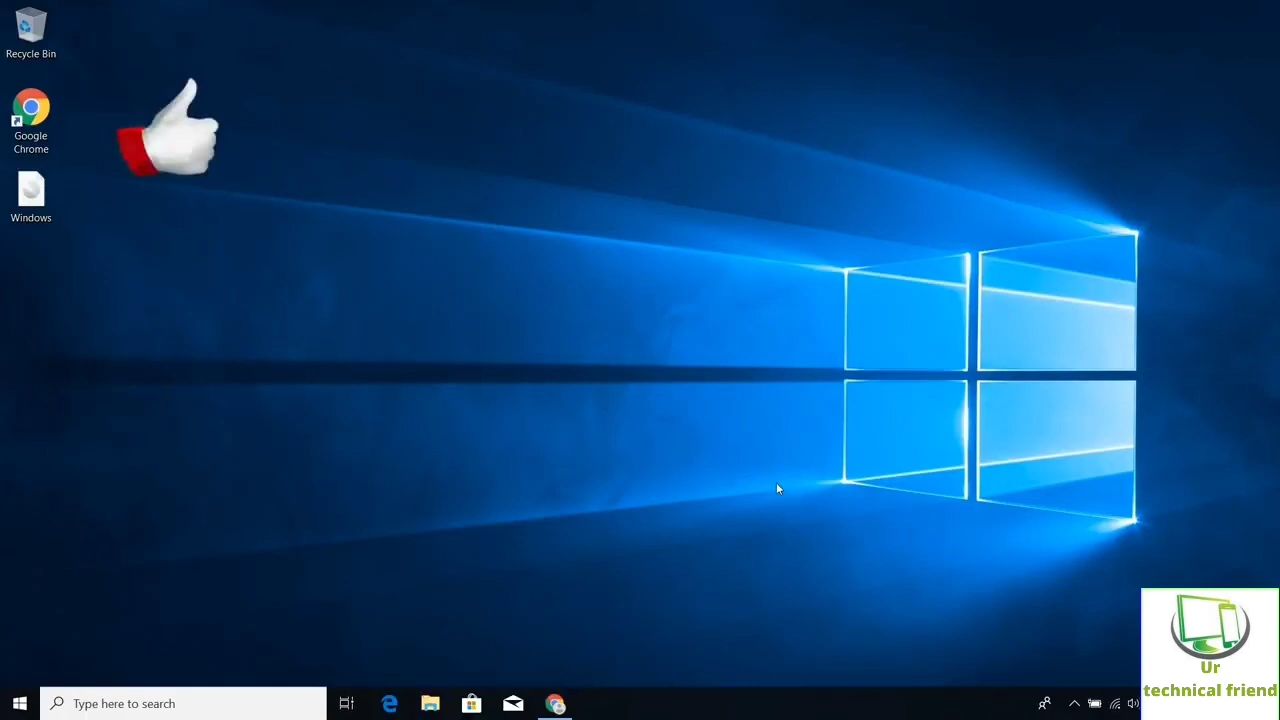 Recycle Bin
Google
Chrome
Windows
Type here to search
Ur
technical friend